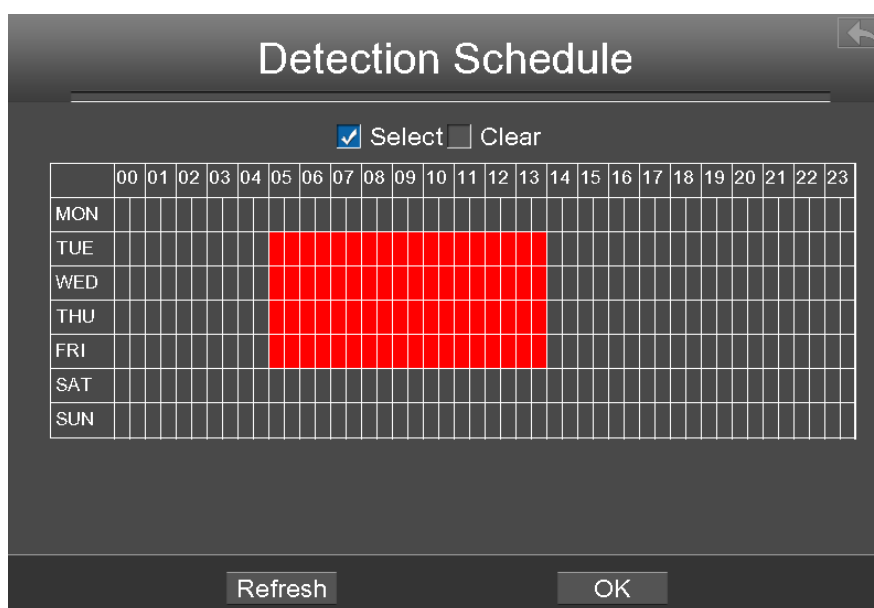 Detection Schedule
Select Clear
00 01 02 03 04 05 06 07 08 09 10 11 12 13 14 15 16 17 18 19 20 21 22 23
MON
TUE
WED
THU
FRI
SAT
SUN
Refresh OK